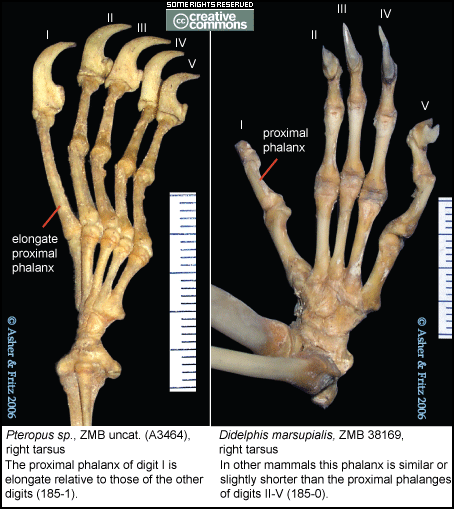 SOME RIGHTS RESERVED
cc creative
commons
I
II
III
IV
V
elongate
proximal
phalanx
© Asher & Fritz 2006
I
II
III
IV
V
proximal
phalanx
© Asher & Fritz 2006
Pteropus sp., ZMB uncat. (A3464),
right tarsus
The proximal phalanx of digit I is
elongate relative to those of the other
digits (185-1).
Didelphis marsupialis, ZMB 38169,
right tarsus
In other mammals this phalanx is similar or
slightly shorter than the proximal phalanges
of digits II-V (185-0).